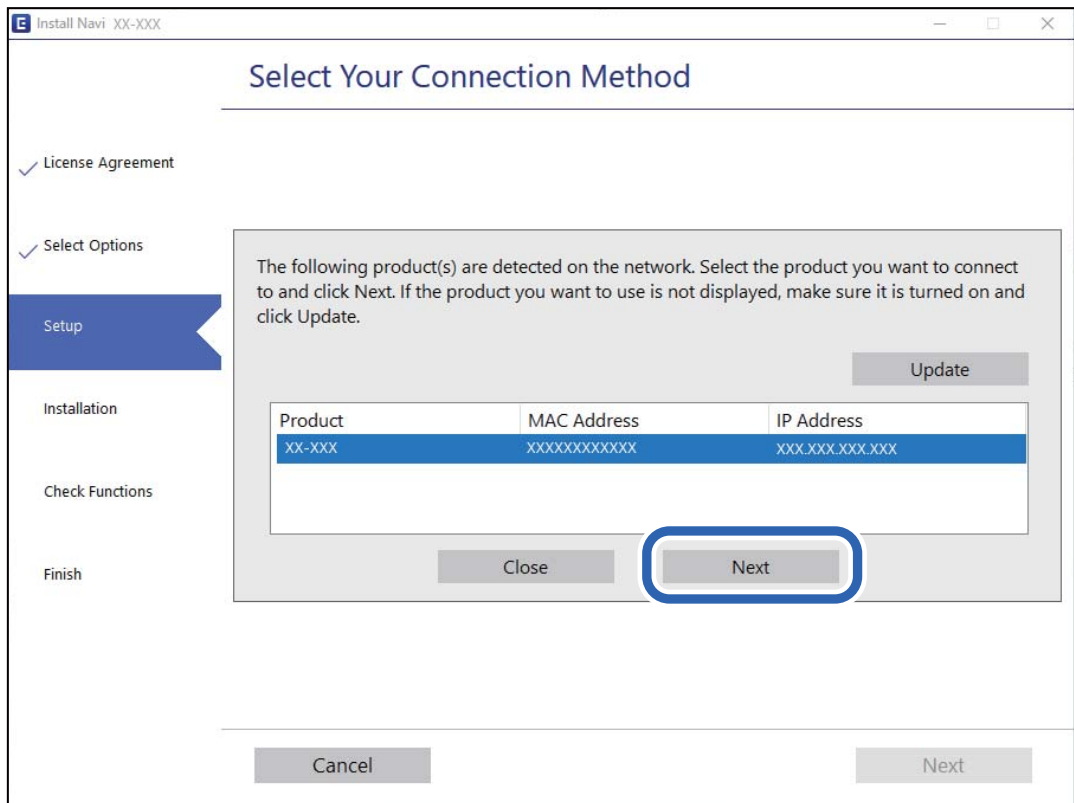 E Install Navi XX-XXX
Select Your Connection Method
License Agreement
Select Options
Setup
Installation
Check Functions
Finish
The following product(s) are detected on the network. Select the product you want to connect
to and click Next. If the product you want to use is not displayed, make sure it is turned on and
click Update.
Update
Product MAC Address IP Address
XX-XXX XXXXXXXXXXXX XXX.XXX.XXX.XXX
Close Next
Cancel Next